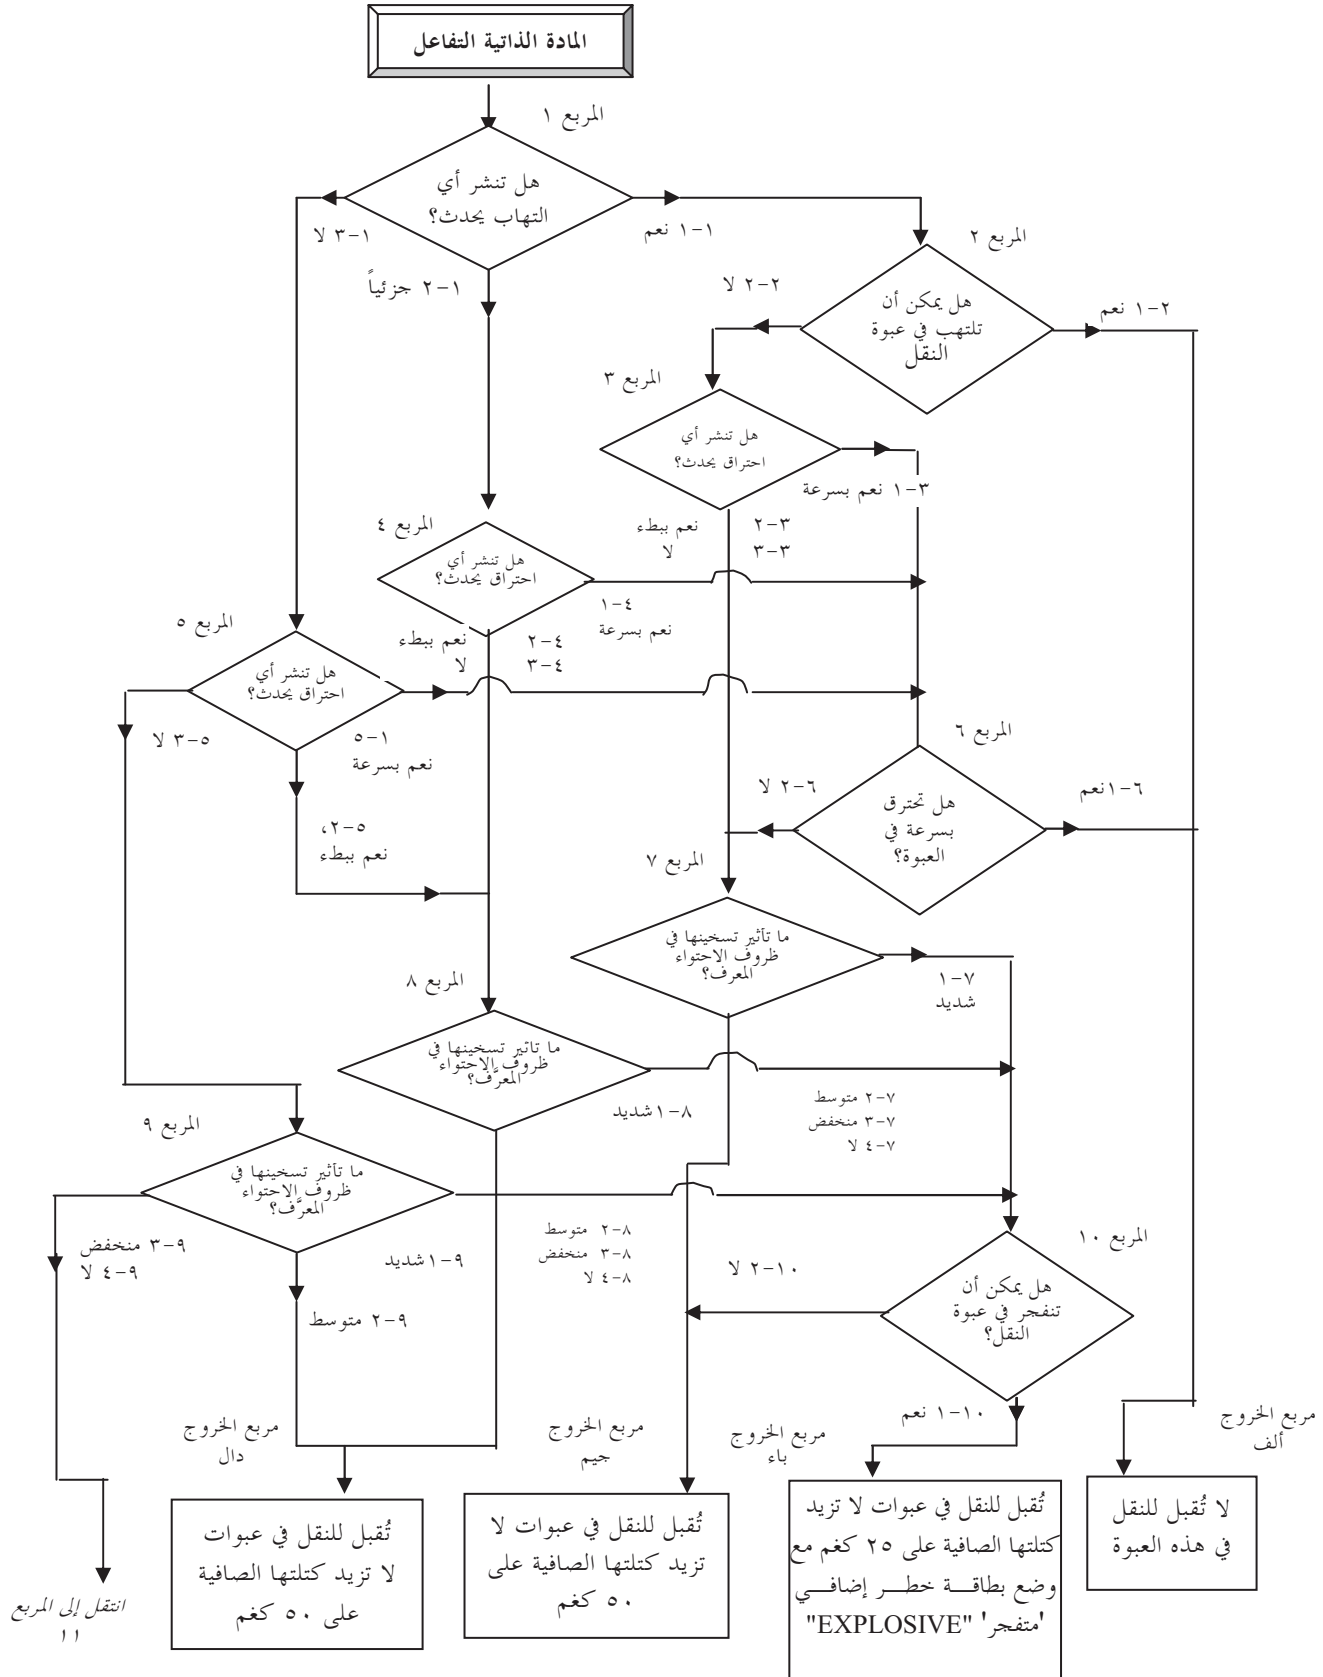 المادة الذاتية التفاعل
المربع ١
هل تنشر أي
التهاب يحدث؟
١-١ نعم
١-٣ لا
١-٢ جزئياً
المربع ٢
هل يمكن أن
تلتهب في عبوة
النقل
٢-١ نعم
٢-٢ لا
المربع ٣
هل تنشر أي
احتراق يحدث؟
٣-١ نعم بسرعة
٣-٢ نعم ببطء
٣-٣ لا
المربع ٤
هل تنشر أي
احتراق يحدث؟
٤-١
نعم بسرعة
٤-٢ نعم ببطء
٤-٣ لا
المربع ٥
هل تنشر أي
احتراق يحدث؟
٥-٣ لا
٥-١
نعم بسرعة
٥-٢،
نعم ببطء
المربع ٦
هل تحترق
بسرعة في
العبوة؟
٦-١نعم
٦-٢ لا
المربع ٧
ما تأثير تسخينها في
ظروف الاحتواء
المعرف؟
٧-١
شديد
٧-٢ متوسط
٧-٣ منخفض
٧-٤ لا
المربع ٨
ما تاثير تسخينها في
ظروف الاحتواء
المعرَّف؟
٨-١شديد
٨-٢ متوسط
٨-٣ منخفض
٨-٤ لا
المربع ٩
ما تأثير تسخينها في
ظروف الاحتواء
المعرَّف؟
٩-١شديد
٩-٢ متوسط
٩-٣ منخفض
٩-٤ لا
المربع ١٠
هل يمكن أن
تنفجر في عبوة
النقل؟
١٠-٢ لا
١٠-١ نعم
مربع الخروج
ألف
لا تُقبل للنقل
في هذه العبوة
مربع الخروج
باء
تُقبل للنقل في عبوات لا تزيد
كتلتها الصافية على ٢٥ كغم مع
وضع بطاقة خطر إضافي
'متفجر' "EXPLOSIVE"
مربع الخروج
جيم
تُقبل للنقل في عبوات لا
تزيد كتلتها الصافية على
٥٠ كغم
مربع الخروج
دال
تُقبل للنقل في عبوات
لا تزيد كتلتها الصافية
على ٥٠ كغم
انتقل إلى المربع
١١